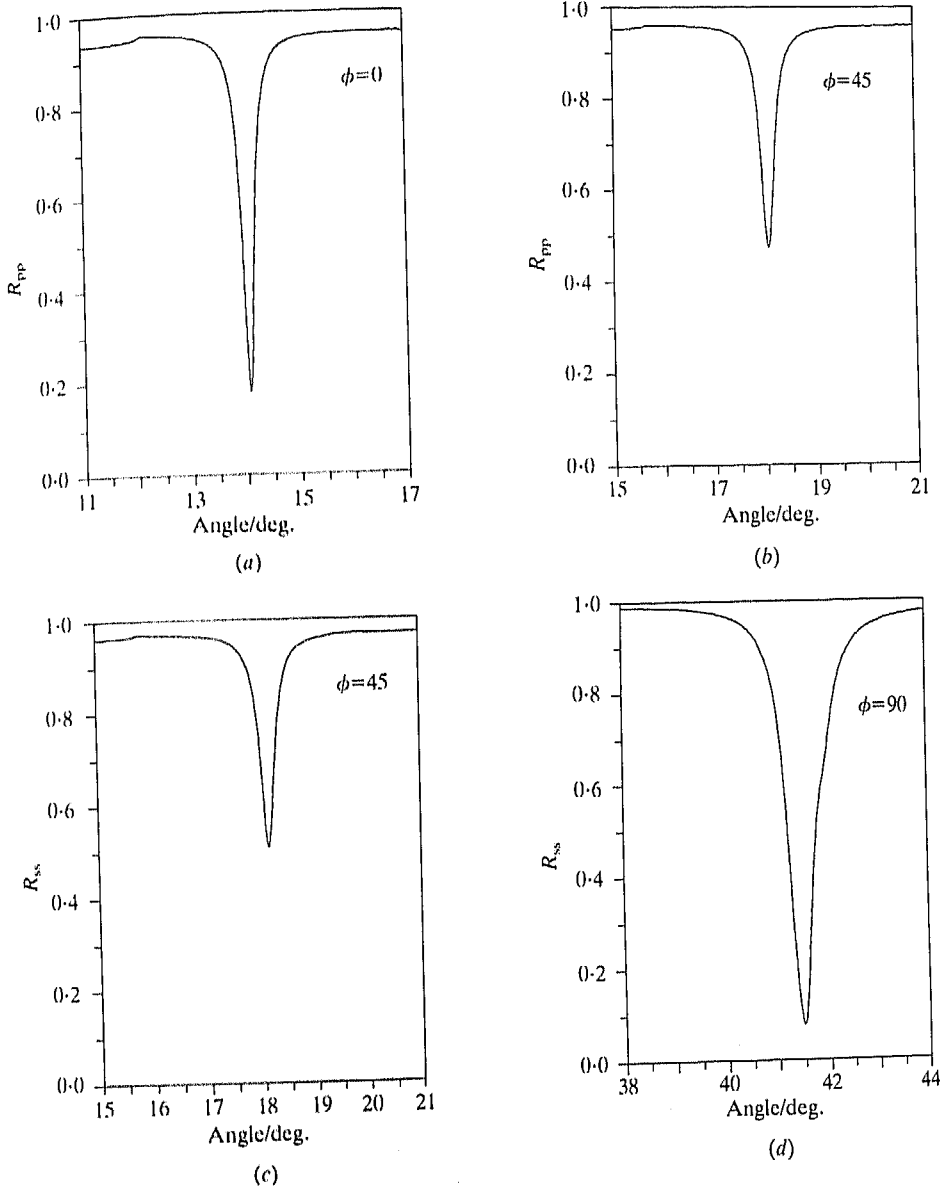 1·0
0·8
0·6
0·4
0·2
0·0
R_pp
ϕ=0
11 13 15 17
Angle/deg.
(a)
1·0
0·8
0·6
0·4
0·2
0·0
R_pp
ϕ=45
15 17 19 21
Angle/deg.
(b)
1·0
0·8
0·6
0·4
0·2
0·0
R_ss
ϕ=45
15 16 17 18 19 20 21
Angle/deg.
(c)
1·0
0·8
0·6
0·4
0·2
0·0
R_ss
ϕ=90
38 40 42 44
Angle/deg.
(d)